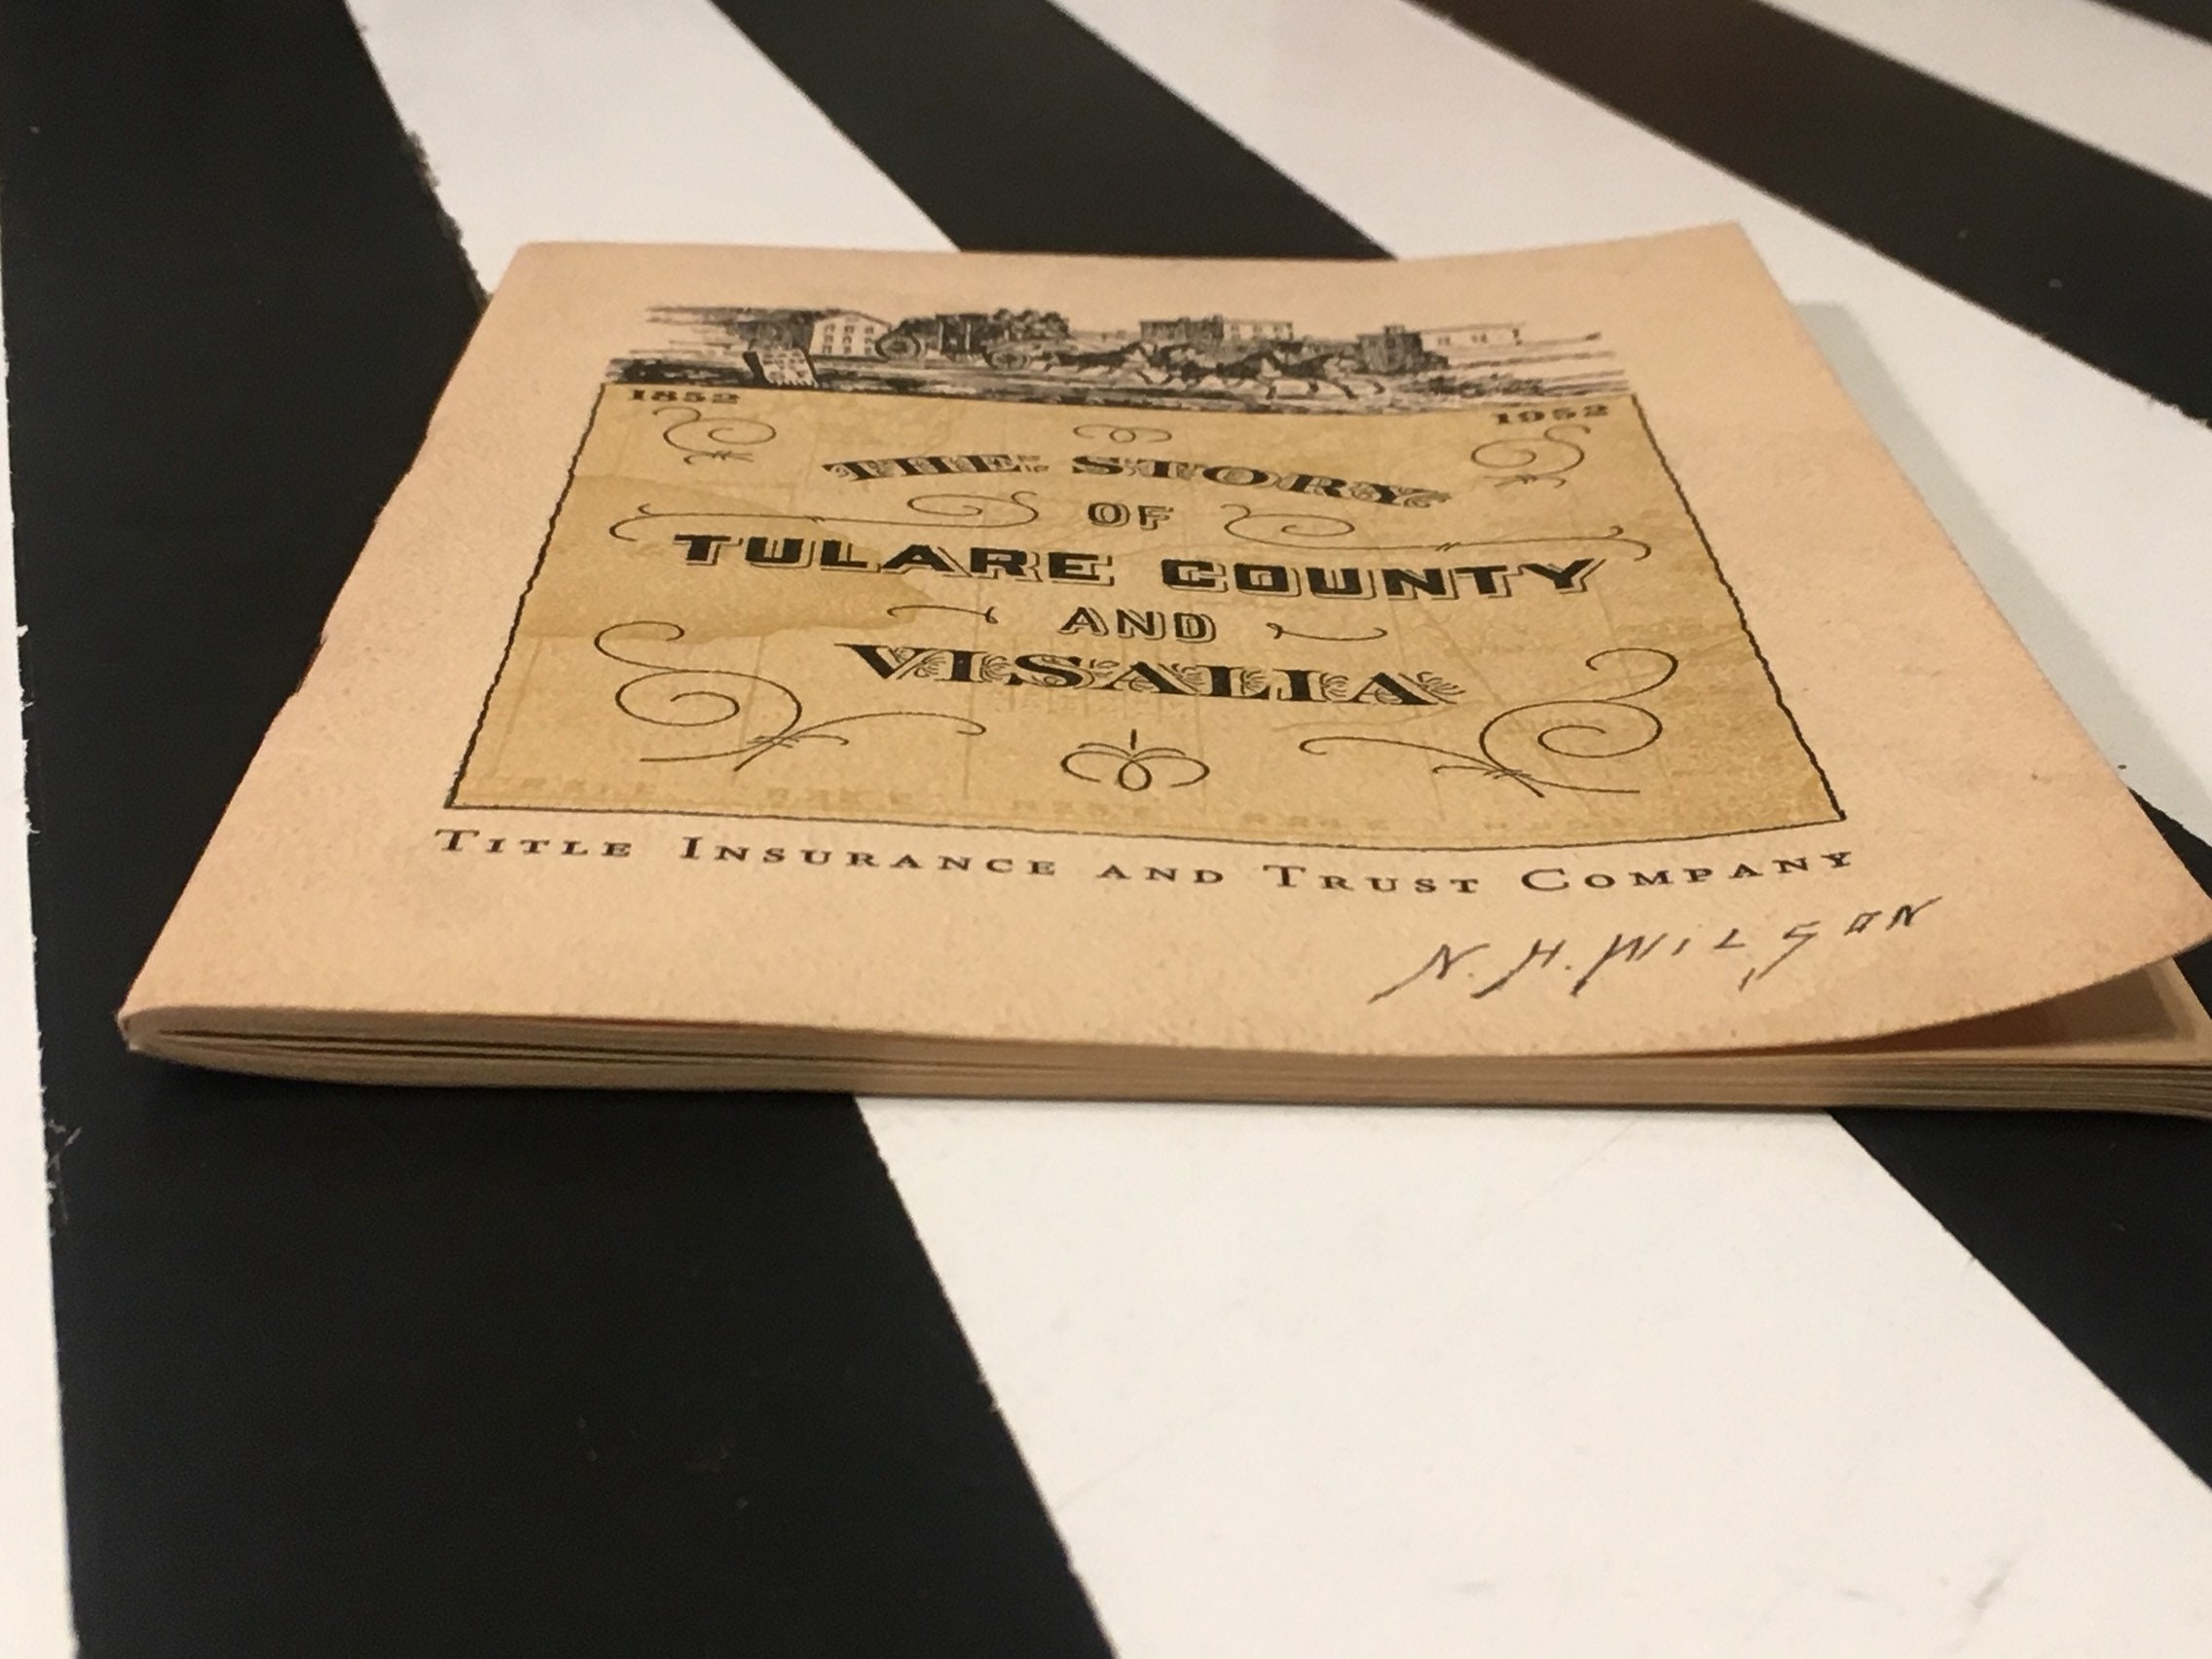 1852 1952
THE STORY
OF
TULARE COUNTY
AND
VISALIA
TITLE INSURANCE AND TRUST COMPANY
N. H. WILSON